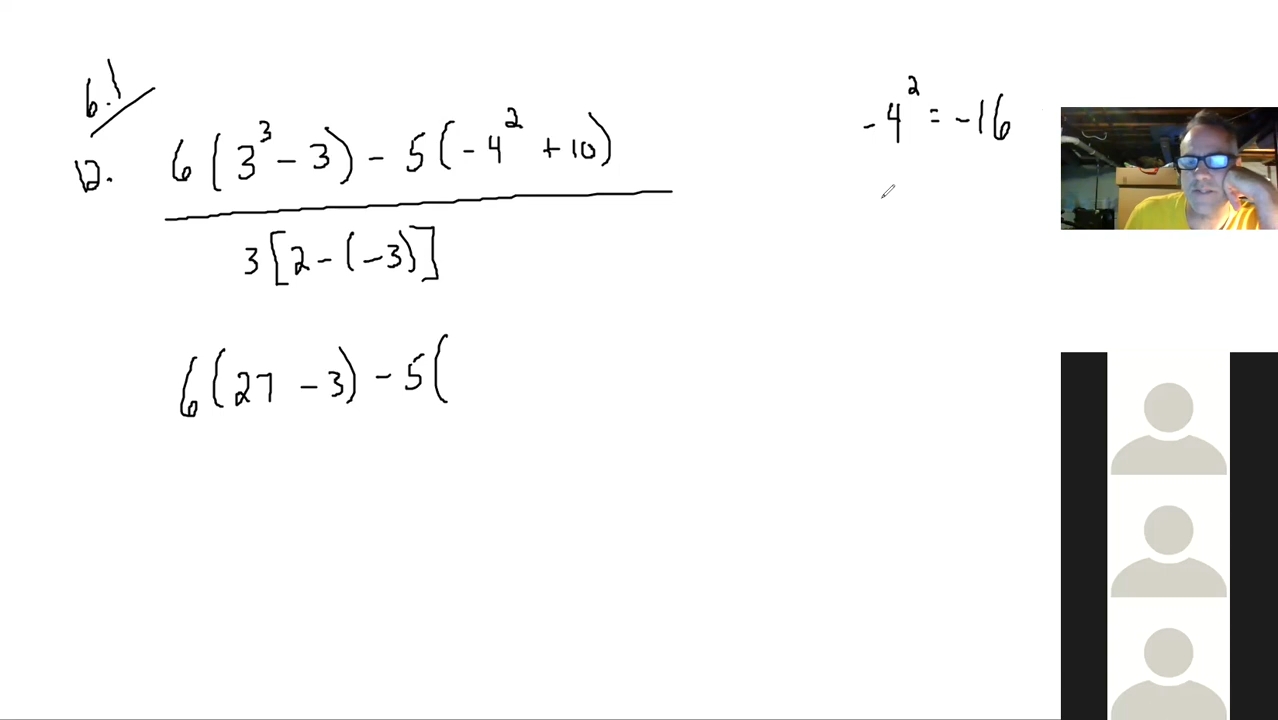 6.1
12.
6(3³ - 3) - 5(-4² + 10)
3[2 - (-3)]
6(27 - 3) - 5(
-4² = -16